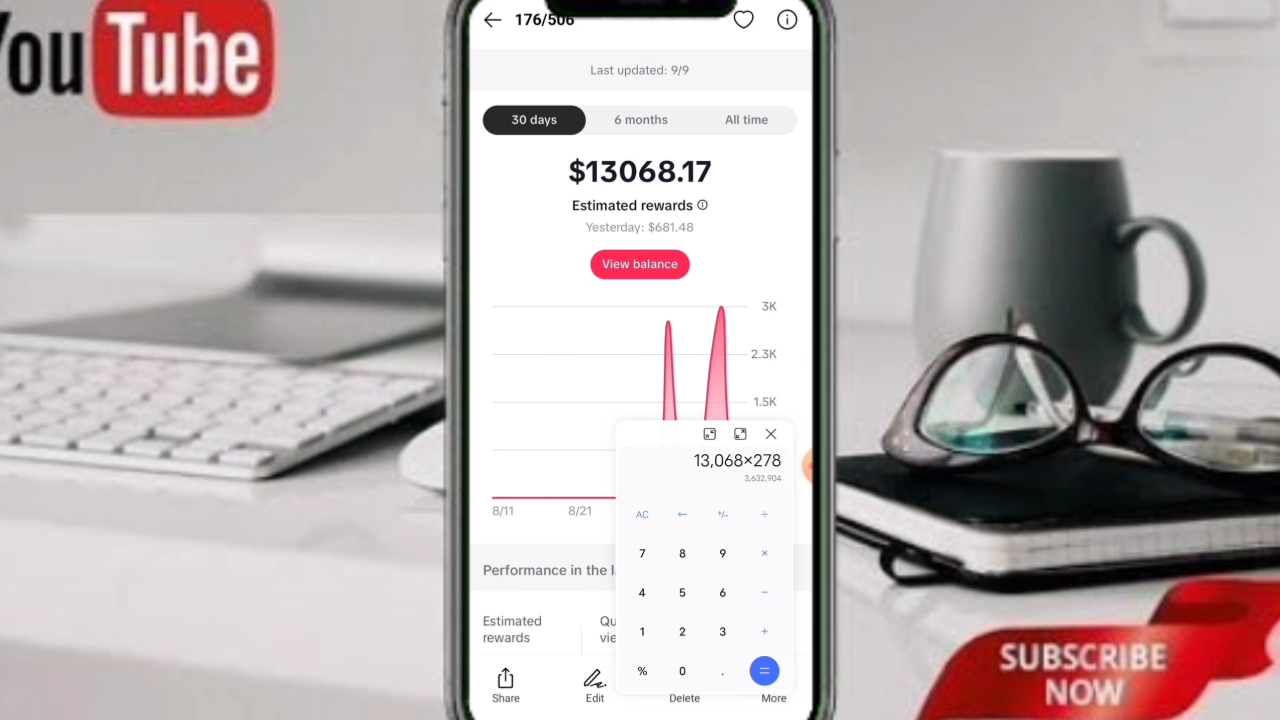 YouTube
176/506
Last updated: 9/9
30 days
6 months
All time
$13068.17
Estimated rewards
Yesterday: $681.48
View balance
3K
2.3K
1.5K
8/11
8/21
13,068×278
3,632,904
AC ← +/− ÷
7 8 9 ×
4 5 6 −
1 2 3 +
% 0 . =
Performance in the l
Estimated
rewards
Qu
vie
Share
Edit
Delete
More
SUBSCRIBE
NOW